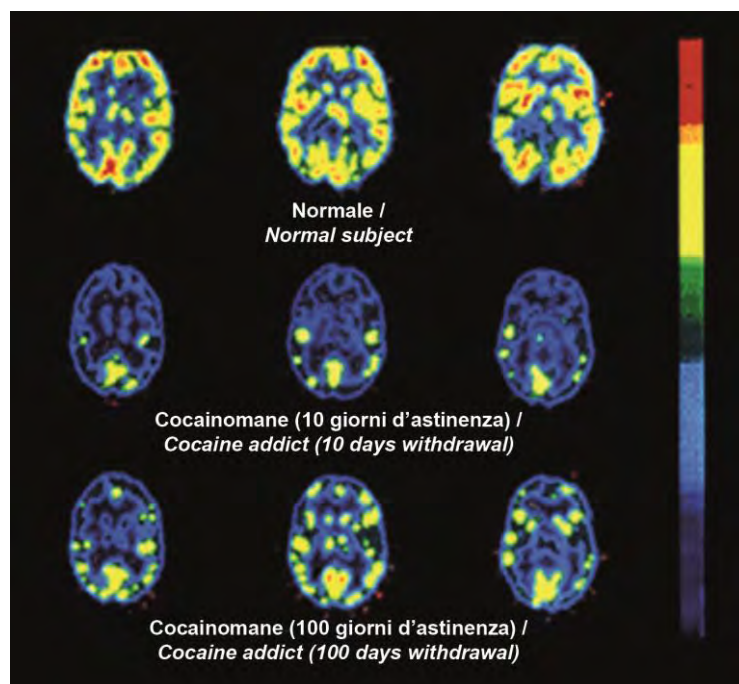 Normale /
Normal subject
Cocainomane (10 giorni d'astinenza) /
Cocaine addict (10 days withdrawal)
Cocainomane (100 giorni d'astinenza) /
Cocaine addict (100 days withdrawal)